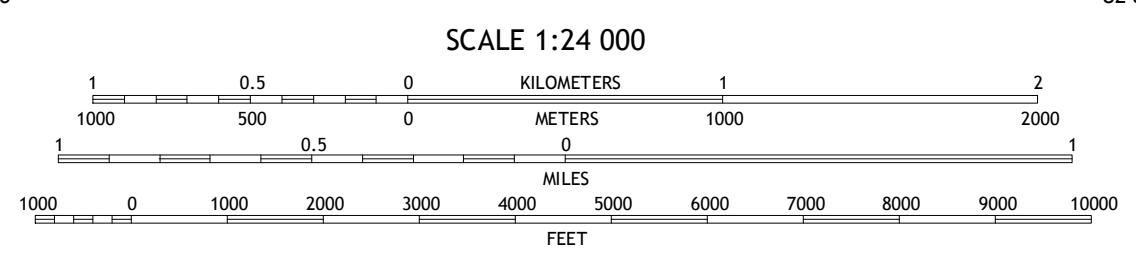 SCALE 1:24 000
1 0.5 0 KILOMETERS 1 2
1000 500 0 METERS 1000 2000
1 0.5 0 1
MILES
1000 0 1000 2000 3000 4000 5000 6000 7000 8000 9000 10000
FEET